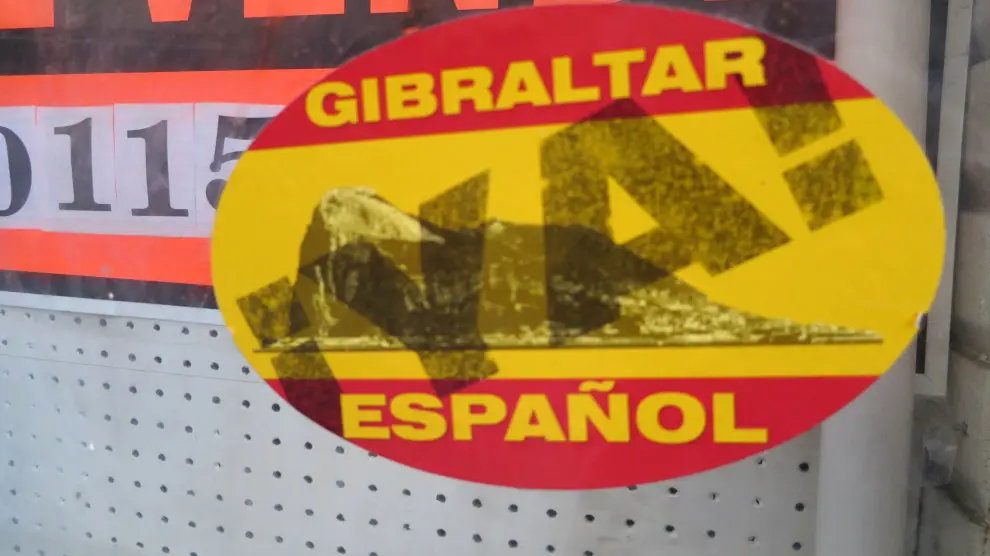 GIBRALTAR
¡YA!
ESPAÑOL
0115